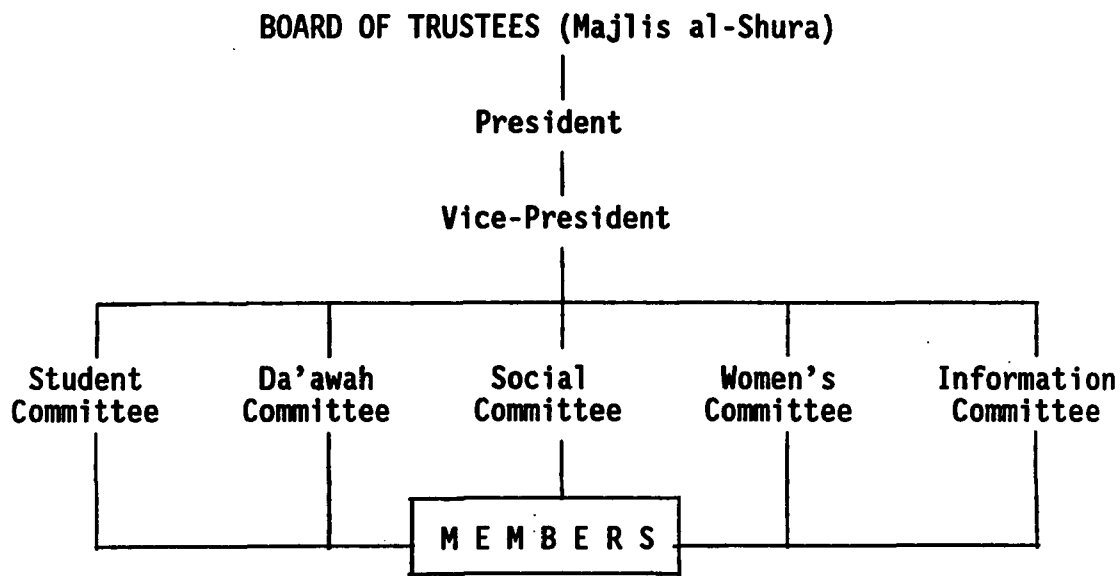 BOARD OF TRUSTEES (Majlis al-Shura)
President
Vice-President
Student Committee
Da'awah Committee
Social Committee
Women's Committee
Information Committee
M E M B E R S